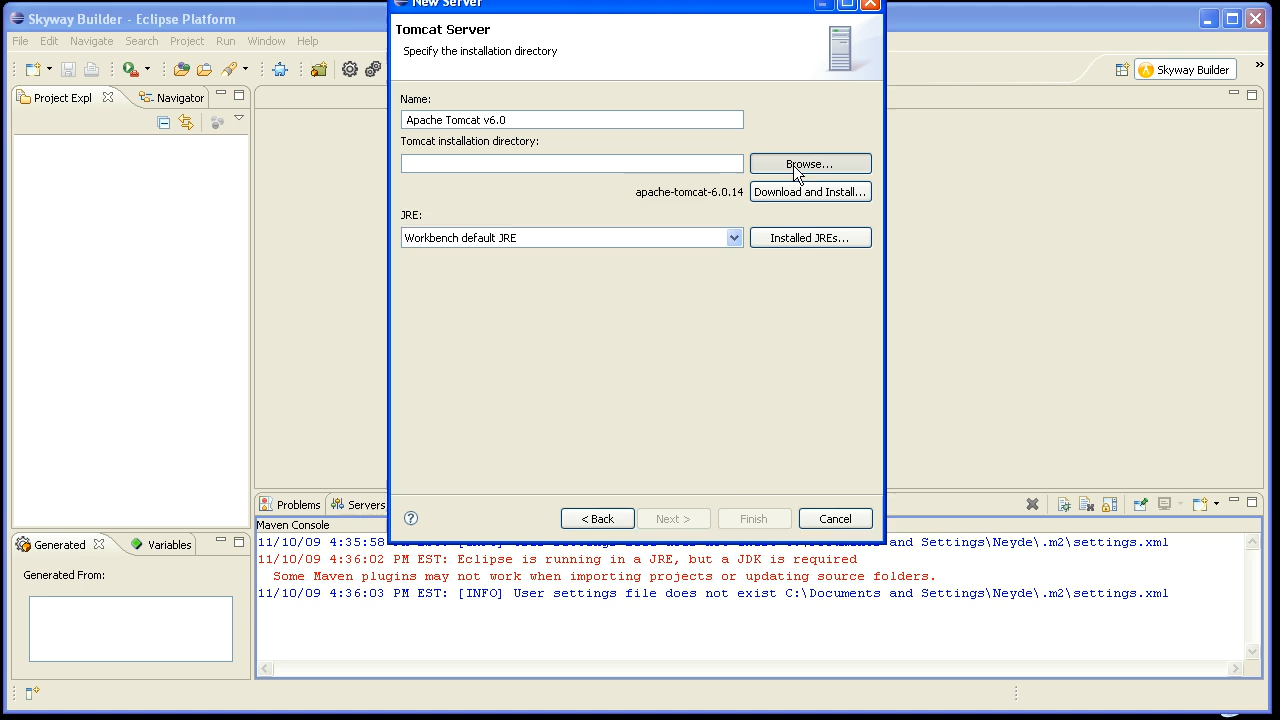 Skyway Builder - Eclipse Platform
New Server
File Edit Navigate Search Project Run Window Help
Tomcat Server
Specify the installation directory
Skyway Builder
Project Expl
Navigator
Name:
Apache Tomcat v6.0
Tomcat installation directory:
Browse...
apache-tomcat-6.0.14
Download and Install...
JRE:
Workbench default JRE
Installed JREs...
< Back
Next >
Finish
Cancel
Problems
Servers
Maven Console
11/10/09 4:35:58
\Documents and Settings\Neyde\.m2\settings.xml
11/10/09 4:36:02 PM EST: Eclipse is running in a JRE, but a JDK is required
Some Maven plugins may not work when importing projects or updating source folders.
11/10/09 4:36:03 PM EST: [INFO] User settings file does not exist C:\Documents and Settings\Neyde\.m2\settings.xml
Generated
Variables
Generated From: